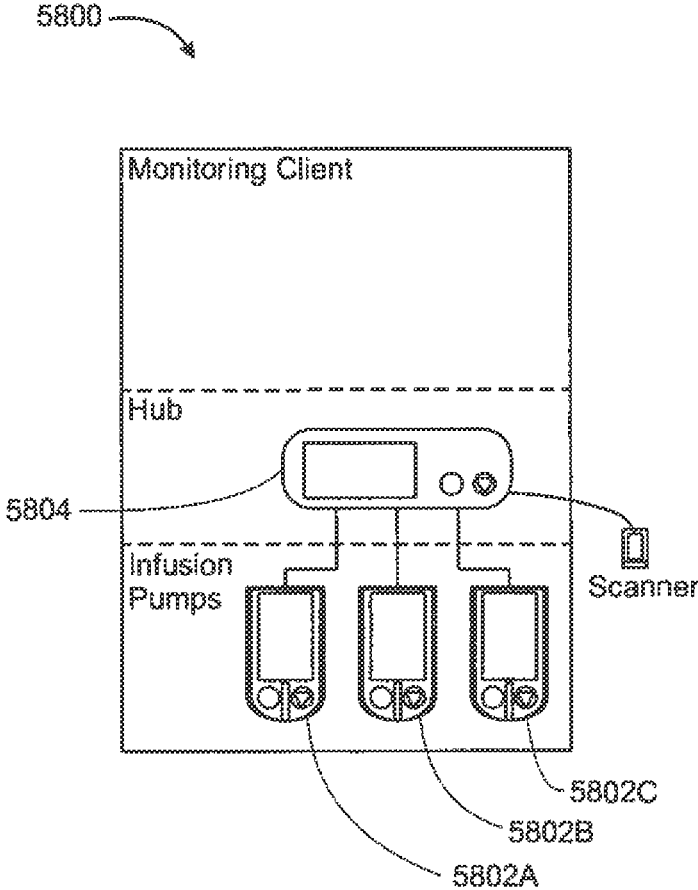 5800
Monitoring Client
Hub
5804
Infusion
Pumps
Scanner
5802C
5802B
5802A